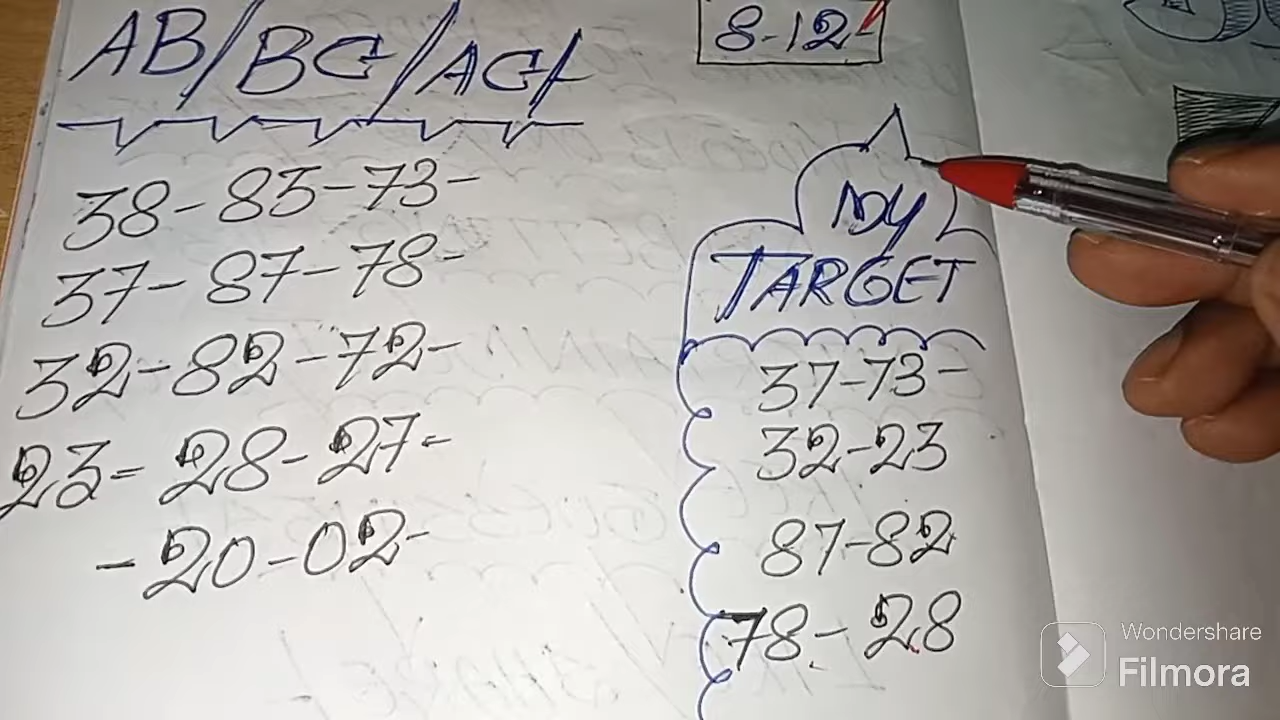 AB/BC/AC/
8-12
38-83-73-
37-87-78-
32-82-72-
23=28-27=
-20-02-
MY
TARGET
37-73-
32-23
87-82
78-28
Wondershare
Filmora